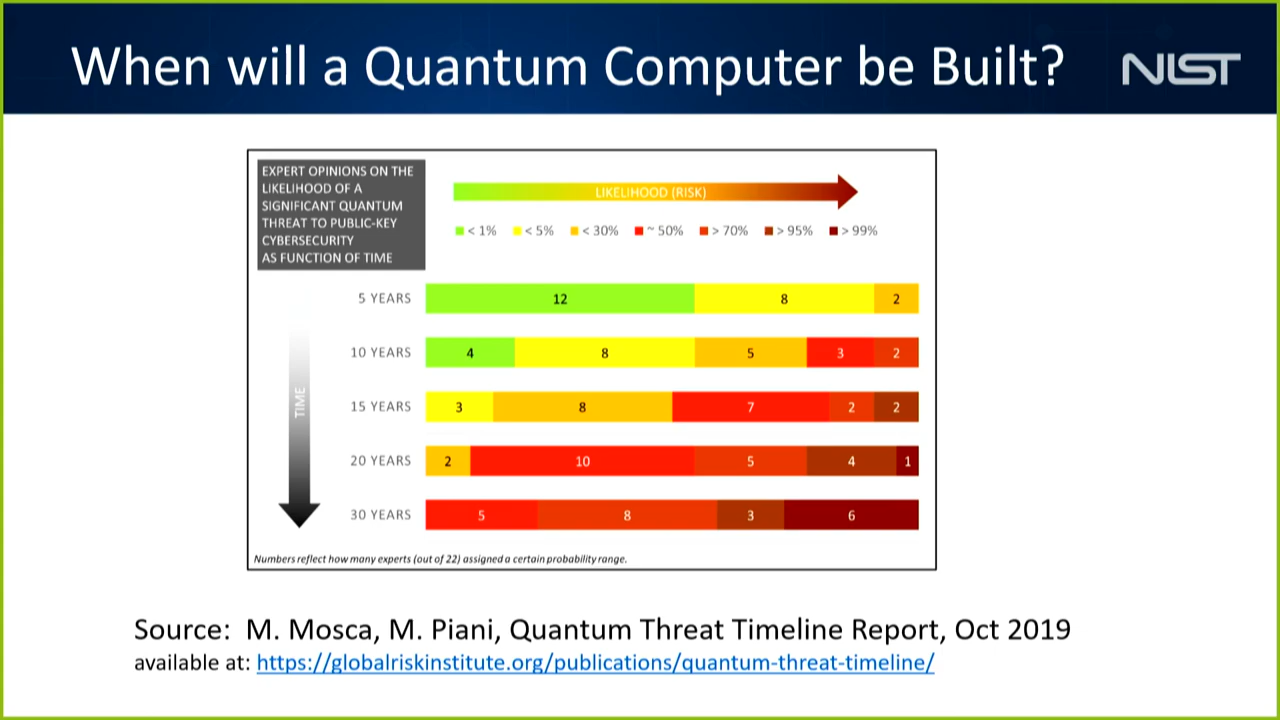 When will a Quantum Computer be Built?
NIST
EXPERT OPINIONS ON THE
LIKELIHOOD OF A
SIGNIFICANT QUANTUM
THREAT TO PUBLIC-KEY
CYBERSECURITY
AS FUNCTION OF TIME
LIKELIHOOD (RISK)
< 1% < 5% < 30% ~ 50% > 70% > 95% > 99%
TIME
5 YEARS 12 8 2
10 YEARS 4 8 5 3 2
15 YEARS 3 8 7 2 2
20 YEARS 2 10 5 4 1
30 YEARS 5 8 3 6
Numbers reflect how many experts (out of 22) assigned a certain probability range.
Source: M. Mosca, M. Piani, Quantum Threat Timeline Report, Oct 2019
available at: https://globalriskinstitute.org/publications/quantum-threat-timeline/